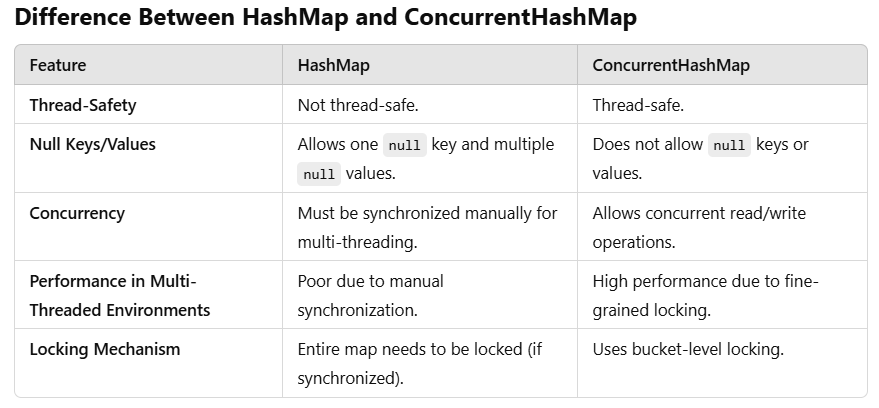 Difference Between HashMap and ConcurrentHashMap
Feature HashMap ConcurrentHashMap
Thread-Safety Not thread-safe. Thread-safe.
Null Keys/Values Allows one null key and multiple Does not allow null keys or
null values. values.
Concurrency Must be synchronized manually for Allows concurrent read/write
multi-threading. operations.
Performance in Multi- Poor due to manual High performance due to fine-
Threaded Environments synchronization. grained locking.
Locking Mechanism Entire map needs to be locked (if Uses bucket-level locking.
synchronized).